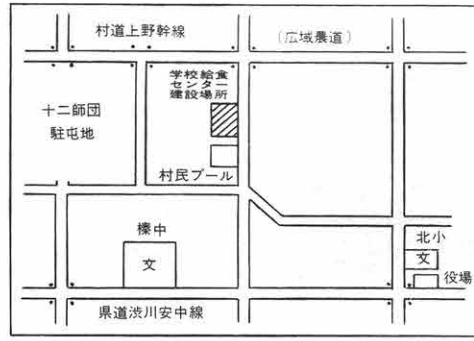 村道上野幹線
(広域農道)
学校給食
センター
建設場所
十二師団
駐屯地
村民プール
榛中
文
北小
文
役場
県道渋川安中線